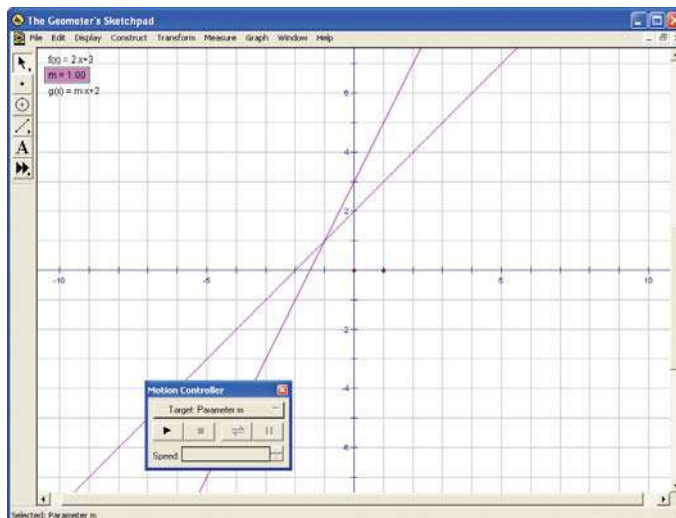 The Geometer's Sketchpad
File Edit Display Construct Transform Measure Graph Window Help
f(x) = 2·x+3
m = 1.00
g(x) = m·x+2
A
6
4
2
-10 -5 5 10
-2
-4
-6
Motion Controller
Target: Parameter m
Speed:
Selected: Parameter m